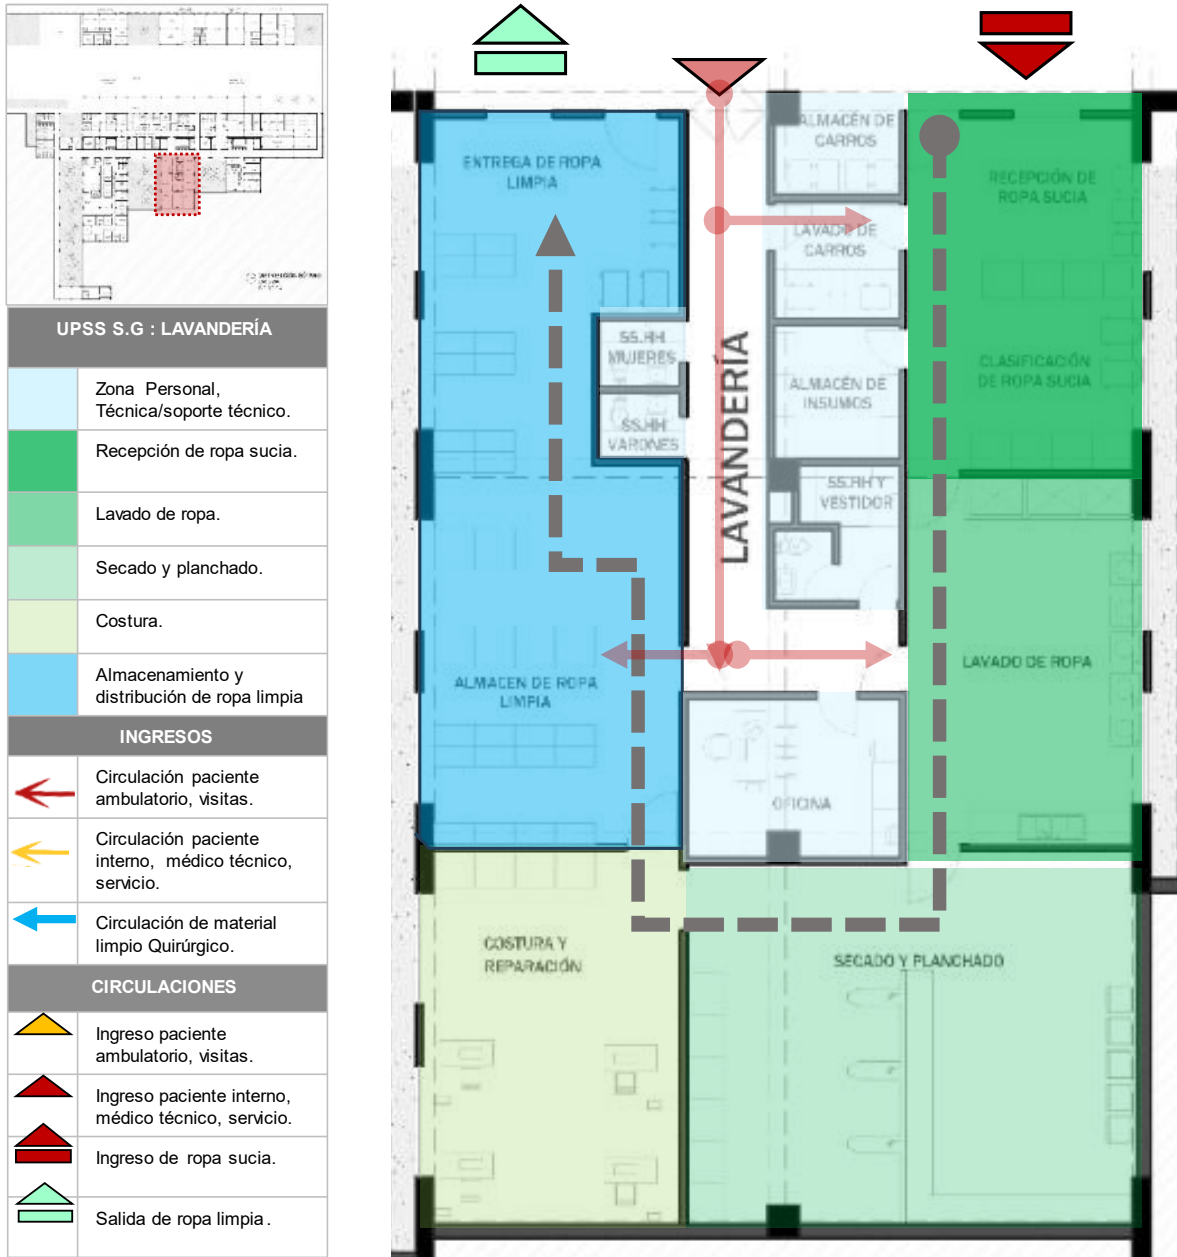 UPSS S.G : LAVANDERÍA
Zona Personal,
Técnica/soporte técnico.
Recepción de ropa sucia.
Lavado de ropa.
Secado y planchado.
Costura.
Almacenamiento y
distribución de ropa limpia
INGRESOS
Circulación paciente
ambulatorio, visitas.
Circulación paciente
interno, médico técnico,
servicio.
Circulación de material
limpio Quirúrgico.
CIRCULACIONES
Ingreso paciente
ambulatorio, visitas.
Ingreso paciente interno,
médico técnico, servicio.
Ingreso de ropa sucia.
Salida de ropa limpia.
ENTREGA DE ROPA
LIMPIA
SS.HH
MUJERES
SS.HH
VARONES
ALMACEN DE ROPA
LIMPIA
COSTURA Y
REPARACIÓN
LAVANDERÍA
ALMACÉN DE
CARROS
LAVADO DE
CARROS
ALMACÉN DE
INSUMOS
SS.HH Y
VESTIDOR
OFICINA
RECEPCIÓN DE
ROPA SUCIA
CLASIFICACIÓN
DE ROPA SUCIA
LAVADO DE ROPA
SECADO Y PLANCHADO